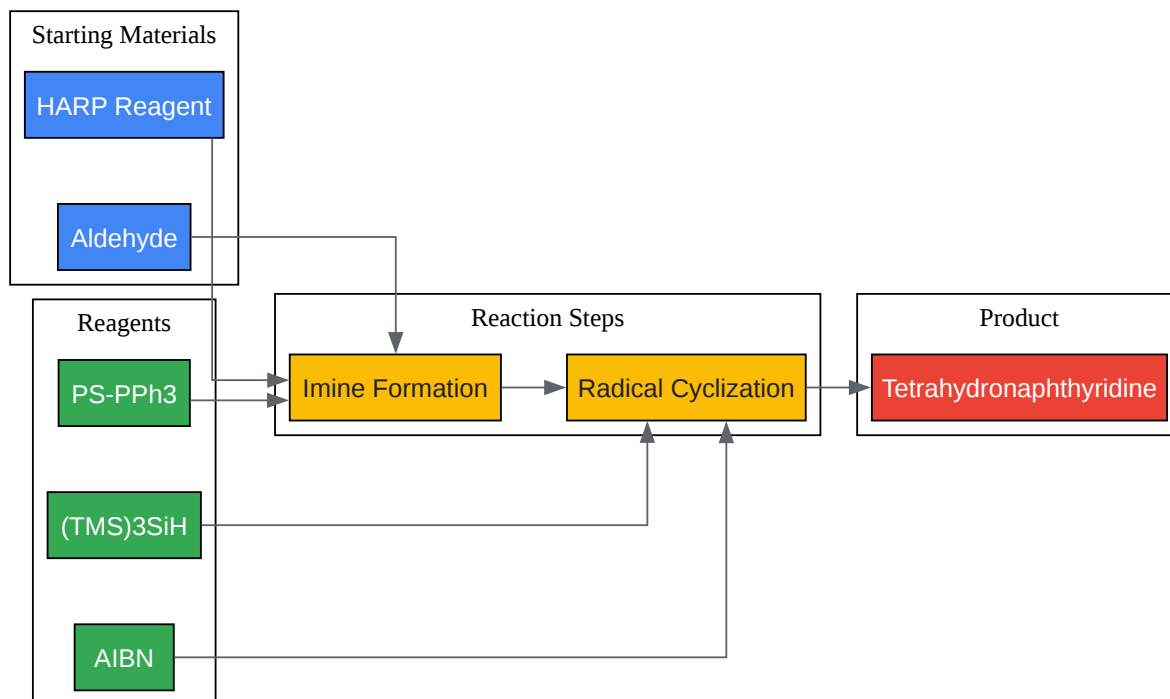 Starting Materials
HARP Reagent
Aldehyde
Reagents
PS-PPh3
(TMS)3SiH
AIBN
Reaction Steps
Imine Formation
Radical Cyclization
Product
Tetrahydronaphthyridine